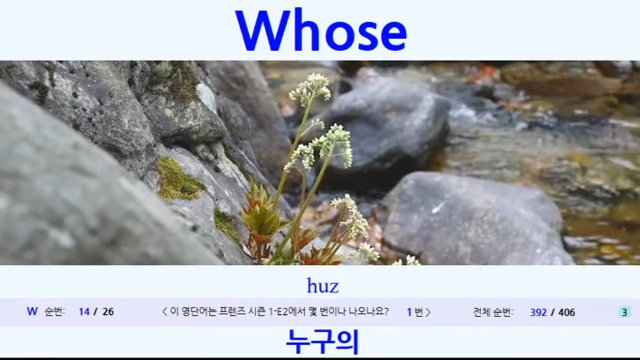 Whose
huz
W 순번: 14 / 26 < 이 영단어는 프렌즈 시즌 1-E2에서 몇 번이나 나오나요? 1 번 > 전체 순번: 392 / 406 3
누구의